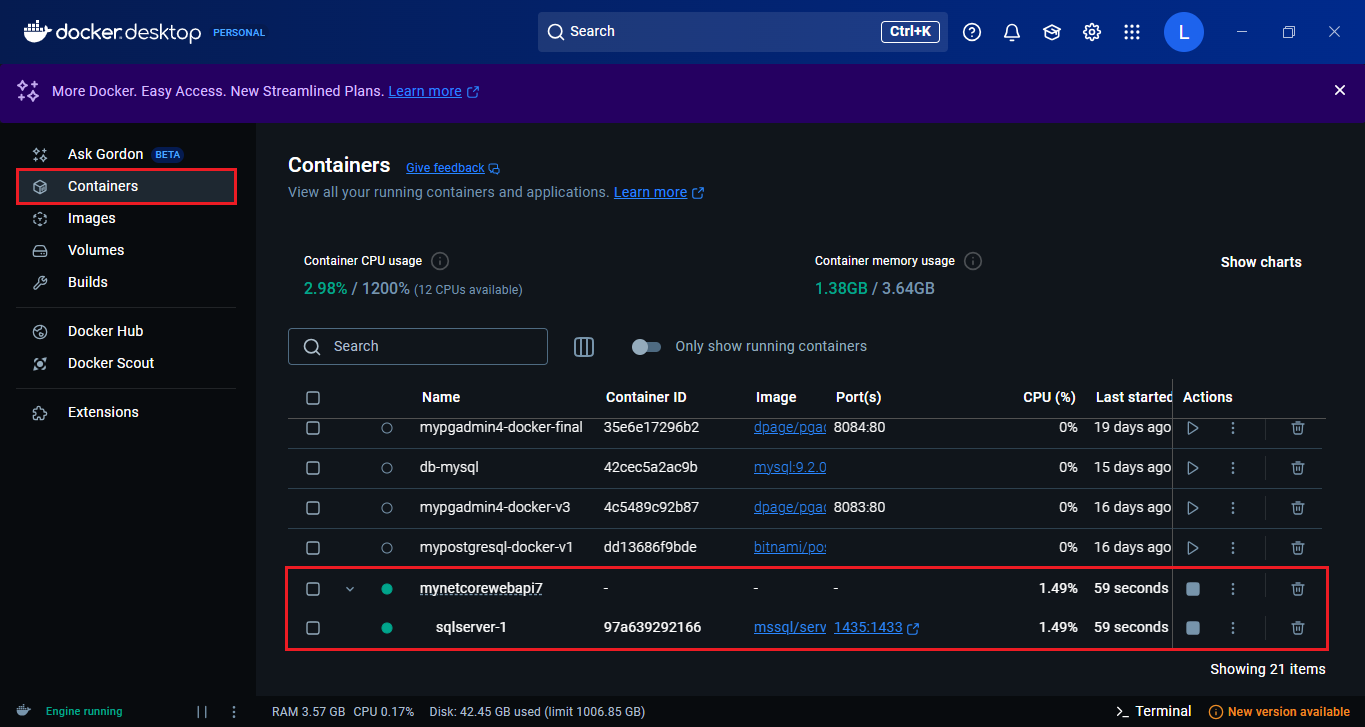 docker.desktop PERSONAL Search Ctrl+K L
More Docker. Easy Access. New Streamlined Plans. Learn more
Ask Gordon BETA
Containers
Images
Volumes
Builds
Docker Hub
Docker Scout
Extensions
Containers Give feedback
View all your running containers and applications. Learn more
Container CPU usage
2.98% / 1200% (12 CPUs available)
Container memory usage
1.38GB / 3.64GB
Show charts
Search Only show running containers
Name Container ID Image Port(s) CPU (%) Last started Actions
mypgadmin4-docker-final 35e6e17296b2 dpage/pgac 8084:80 0% 19 days ago
db-mysql 42cec5a2ac9b mysql:9.2.0 0% 15 days ago
mypgadmin4-docker-v3 4c5489c92b87 dpage/pgac 8083:80 0% 16 days ago
mypostgresql-docker-v1 dd13686f9bde bitnami/pos 0% 16 days ago
mynetcorewebapi7 - - - 1.49% 59 seconds
sqlserver-1 97a639292166 mssql/serv 1435:1433 1.49% 59 seconds
Showing 21 items
Engine running RAM 3.57 GB CPU 0.17% Disk: 42.45 GB used (limit 1006.85 GB) >_ Terminal New version available